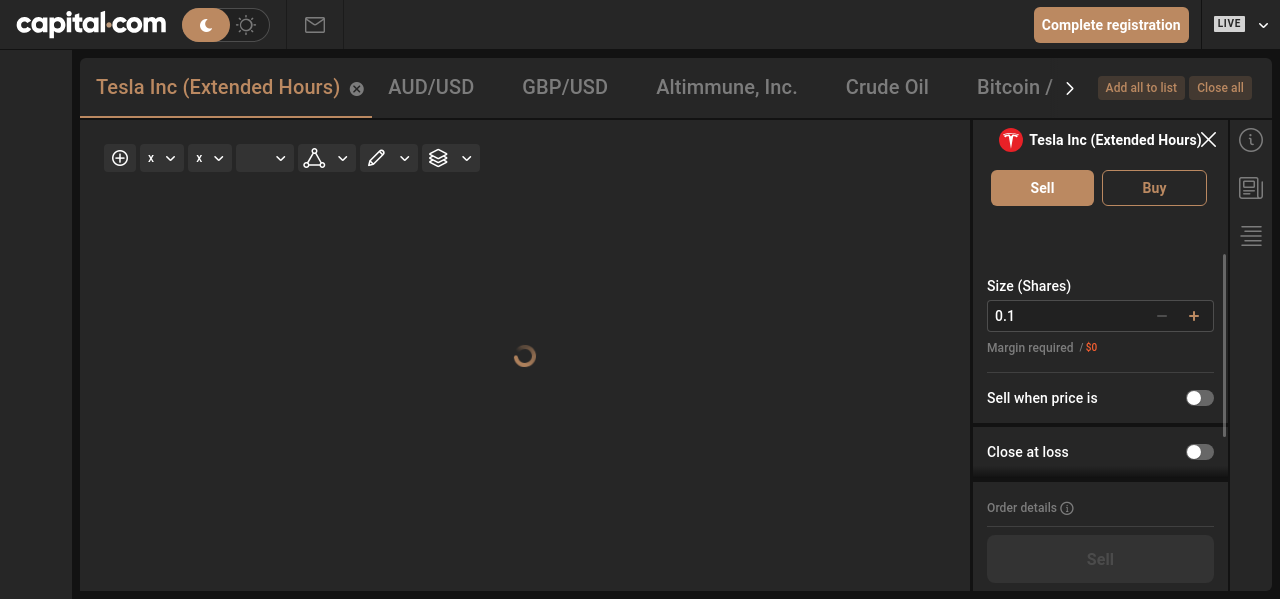 capital.com
Complete registration
LIVE
Tesla Inc (Extended Hours)
AUD/USD
GBP/USD
Altimmune, Inc.
Crude Oil
Bitcoin /
Add all to list
Close all
x
x
Tesla Inc (Extended Hours)
Sell
Buy
Size (Shares)
0.1
Margin required / $0
Sell when price is
Close at loss
Order details
Sell